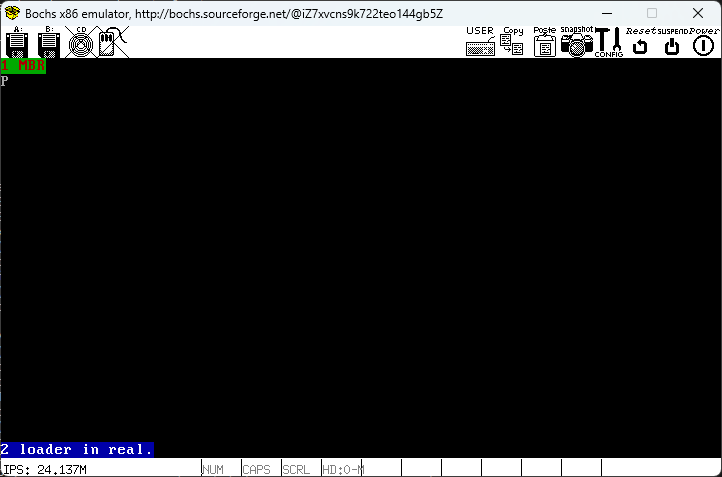 Bochs x86 emulator, http://bochs.sourceforge.net/@iZ7xvcns9k722teo144gb5Z
A: B: CD USER Copy Paste snapshot CONFIG Reset SUSPEND Power
1 MBR
P
2 loader in real.
IPS: 24.137M NUM CAPS SCRL HD:0-M